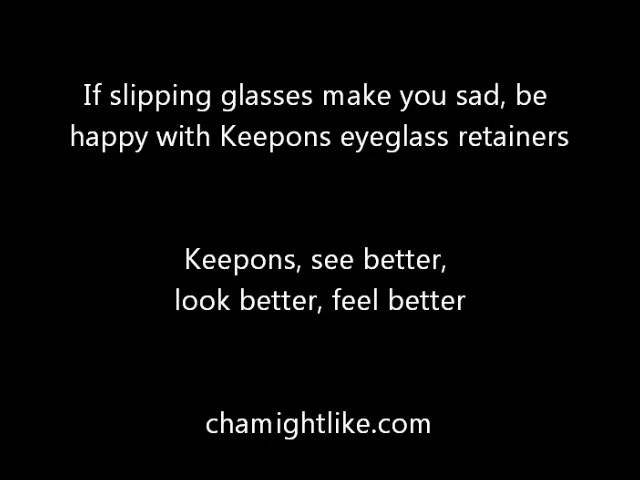 If slipping glasses make you sad, be
happy with Keepons eyeglass retainers
Keepons, see better,
look better, feel better
chamightlike.com